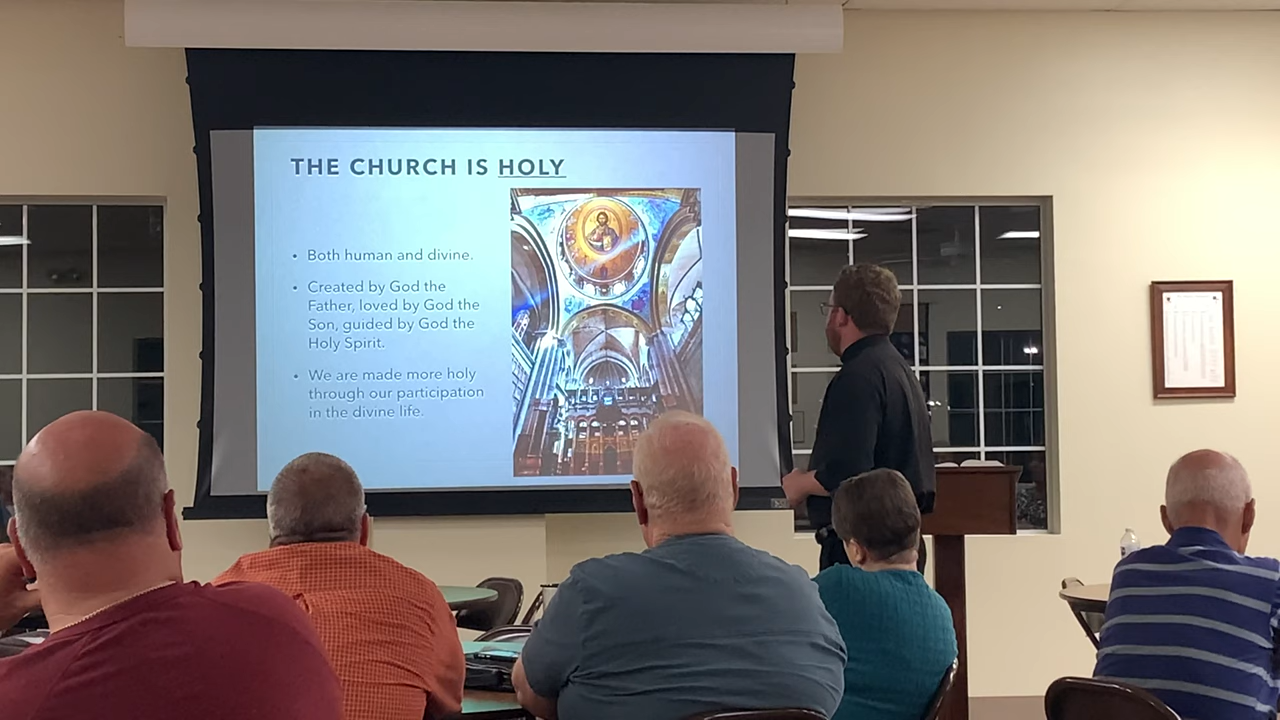 THE CHURCH IS HOLY
• Both human and divine.
• Created by God the
Father, loved by God the
Son, guided by God the
Holy Spirit.
• We are made more holy
through our participation
in the divine life.